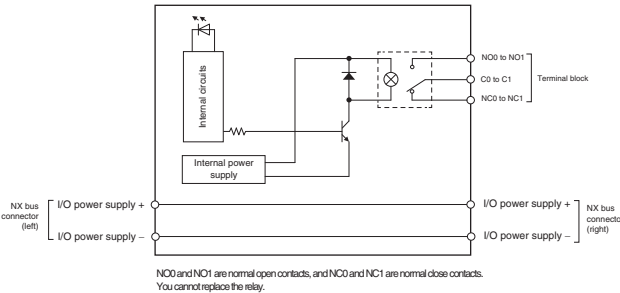 Internal circuits
NO0 to NO1
C0 to C1
NC0 to NC1
Terminal block
Internal power
supply
NX bus
connector
(left)
I/O power supply +
I/O power supply −
I/O power supply +
I/O power supply −
NX bus
connecto
(right)
NO0 and NO1 are normal open contacts, and NC0 and NC1 are normal close contacts.
You cannot replace the relay.